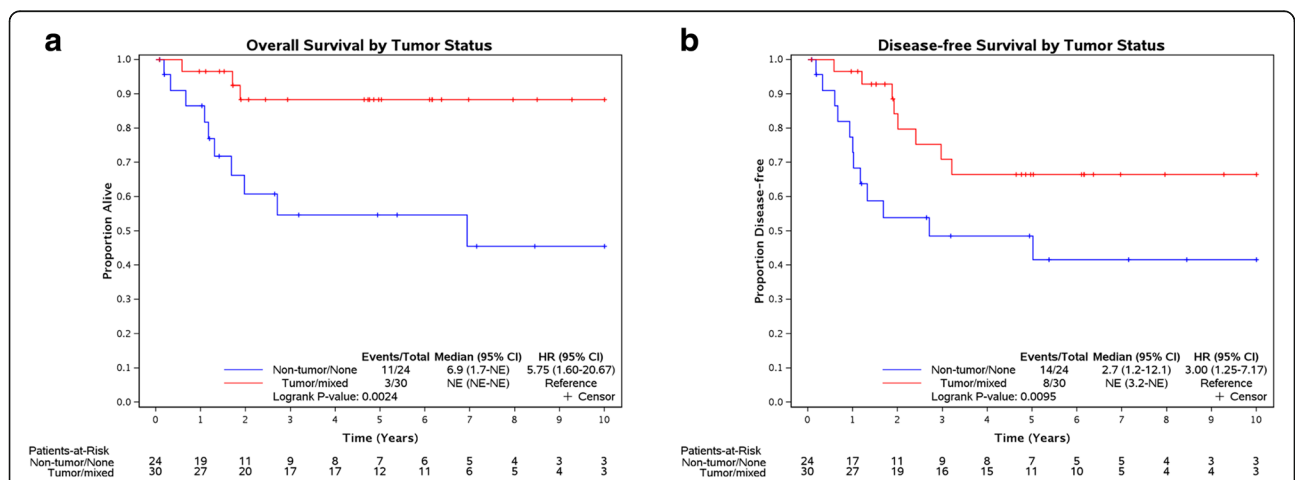 a
Overall Survival by Tumor Status
1.0
0.9
0.8
0.7
0.6
0.5
0.4
0.3
0.2
0.1
0.0
Proportion Alive
Events/Total Median (95% CI) HR (95% CI)
Non-tumor/None 11/24 6.9 (1.7-NE) 5.75 (1.60-20.67)
Tumor/mixed 3/30 NE (NE-NE) Reference
Logrank P-value: 0.0024 + Censor
0 1 2 3 4 5 6 7 8 9 10
Time (Years)
Patients-at-Risk
Non-tumor/None 24 19 11 9 8 7 6 5 4 3 3
Tumor/mixed 30 27 20 17 17 12 11 6 5 4 3
b
Disease-free Survival by Tumor Status
1.0
0.9
0.8
0.7
0.6
0.5
0.4
0.3
0.2
0.1
0.0
Proportion Disease-free
Events/Total Median (95% CI) HR (95% CI)
Non-tumor/None 14/24 2.7 (1.2-12.1) 3.00 (1.25-7.17)
Tumor/mixed 8/30 NE (3.2-NE) Reference
Logrank P-value: 0.0095 + Censor
0 1 2 3 4 5 6 7 8 9 10
Time (Years)
Patients-at-Risk
Non-tumor/None 24 17 11 9 8 7 5 5 4 3 3
Tumor/mixed 30 27 19 16 15 11 10 5 4 4 3